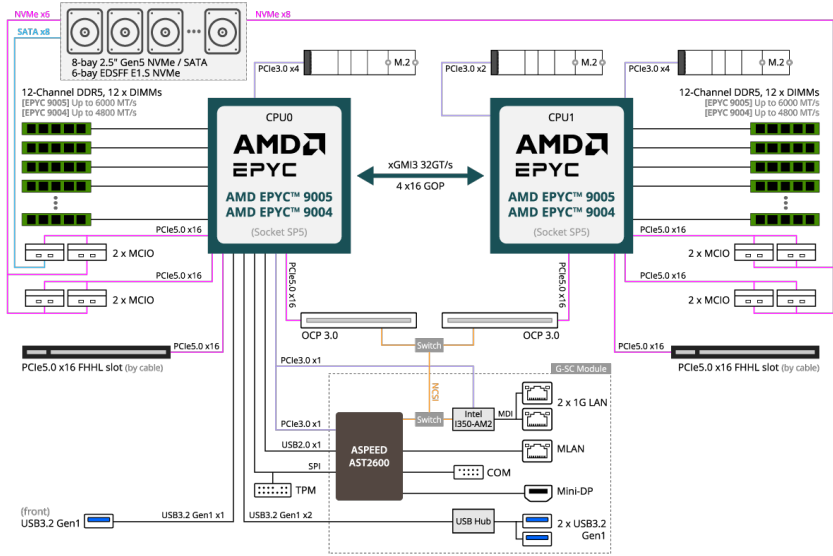 NVMe x6
NVMe x8
SATA x8
8-bay 2.5" Gen5 NVMe / SATA
6-bay EDSFF E1.S NVMe
PCIe3.0 x4
M.2
PCIe3.0 x2
M.2
PCIe3.0 x4
M.2
12-Channel DDR5, 12 x DIMMs
[EPYC 9005] Up to 6000 MT/s
[EPYC 9004] Up to 4800 MT/s
12-Channel DDR5, 12 x DIMMs
[EPYC 9005] Up to 6000 MT/s
[EPYC 9004] Up to 4800 MT/s
CPU0
AMD
EPYC
AMD EPYC™ 9005
AMD EPYC™ 9004
(Socket SP5)
xGMI3 32GT/s
4 x16 GOP
CPU1
AMD
EPYC
AMD EPYC™ 9005
AMD EPYC™ 9004
(Socket SP5)
PCIe5.0 x16
2 x MCIO
PCIe5.0 x16
2 x MCIO
PCIe5.0 x16
2 x MCIO
PCIe5.0 x16
2 x MCIO
PCIe5.0 x16
PCIe5.0 x16
OCP 3.0
OCP 3.0
PCIe5.0 x16
PCIe5.0 x16 FHHL slot (by cable)
PCIe5.0 x16
PCIe5.0 x16 FHHL slot (by cable)
Switch
PCIe3.0 x1
NCSI
G-SC Module
PCIe3.0 x1
Switch
Intel
I350-AM2
MDI
2 x 1G LAN
USB2.0 x1
ASPEED
AST2600
MLAN
SPI
TPM
COM
Mini-DP
(front)
USB3.2 Gen1
USB3.2 Gen1 x1
USB3.2 Gen1 x2
USB Hub
2 x USB3.2
Gen1